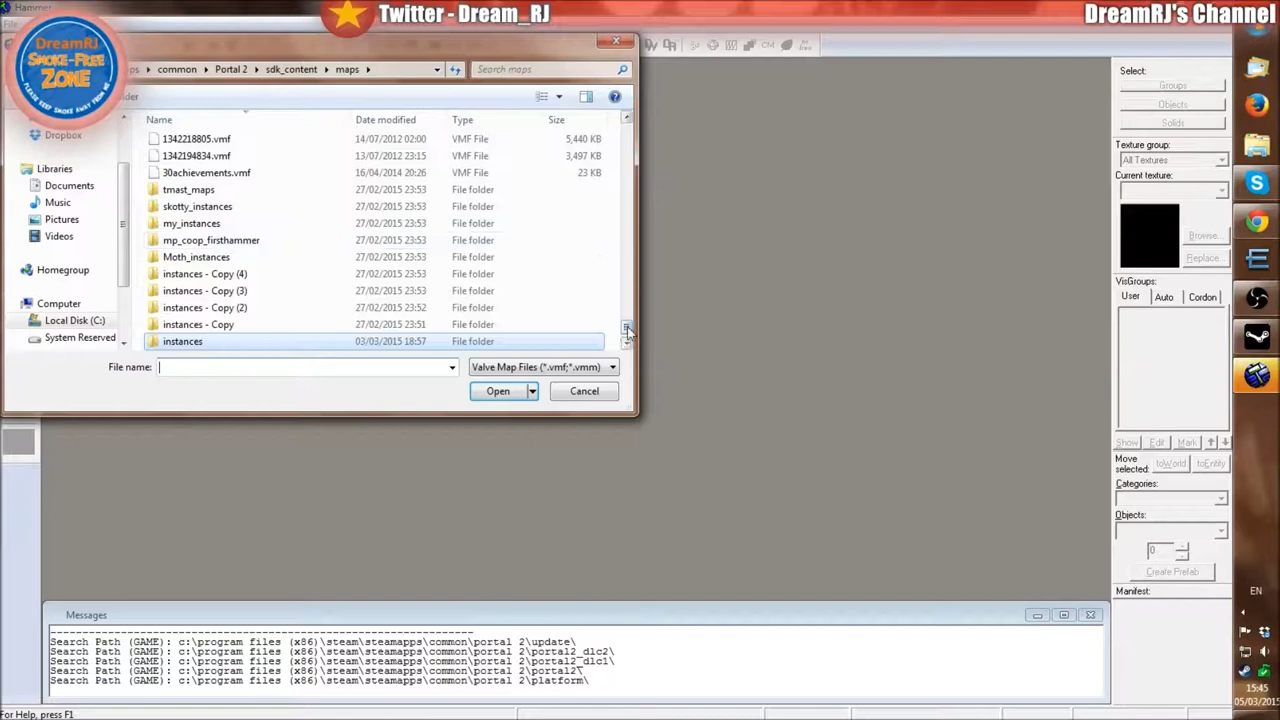 Hammer
Twitter - Dream_RJ
DreamRJ's Channel
File
DreamRJ
SMOKE-FREE
ZONE
PLEASE KEEP SMOKE AWAY FROM ME
common
Portal 2
sdk_content
maps
Search maps
CM
Name
Date modified
Type
Size
1342218805.vmf 14/07/2012 02:00 VMF File 5,440 KB
1342194834.vmf 13/07/2012 23:15 VMF File 3,497 KB
30achievements.vmf 16/04/2014 20:26 VMF File 23 KB
tmast_maps 27/02/2015 23:53 File folder
skotty_instances 27/02/2015 23:53 File folder
my_instances 27/02/2015 23:53 File folder
mp_coop_firsthammer 27/02/2015 23:53 File folder
Moth_instances 27/02/2015 23:53 File folder
instances - Copy (4) 27/02/2015 23:53 File folder
instances - Copy (3) 27/02/2015 23:53 File folder
instances - Copy (2) 27/02/2015 23:52 File folder
instances - Copy 27/02/2015 23:51 File folder
instances 03/03/2015 18:57 File folder
Dropbox
Libraries
Documents
Music
Pictures
Videos
Homegroup
Computer
Local Disk (C:)
System Reserved
File name:
Valve Map Files (*.vmf;*.vmm)
Open
Cancel
Select:
Groups
Objects
Solids
Texture group:
All Textures
Current texture:
Browse...
Replace...
VisGroups:
User
Auto
Cordon
Show
Edit
Mark
Move
selected:
toWorld
toEntity
Categories:
Objects:
0
Create Prefab
Manifest:
Messages
Search Path (GAME): c:\program files (x86)\steam\steamapps\common\portal 2\update\
Search Path (GAME): c:\program files (x86)\steam\steamapps\common\portal 2\portal2_dlc2\
Search Path (GAME): c:\program files (x86)\steam\steamapps\common\portal 2\portal2_dlc1\
Search Path (GAME): c:\program files (x86)\steam\steamapps\common\portal 2\portal2\
Search Path (GAME): c:\program files (x86)\steam\steamapps\common\portal 2\platform\
For Help, press F1
EN
15:45
05/03/2015